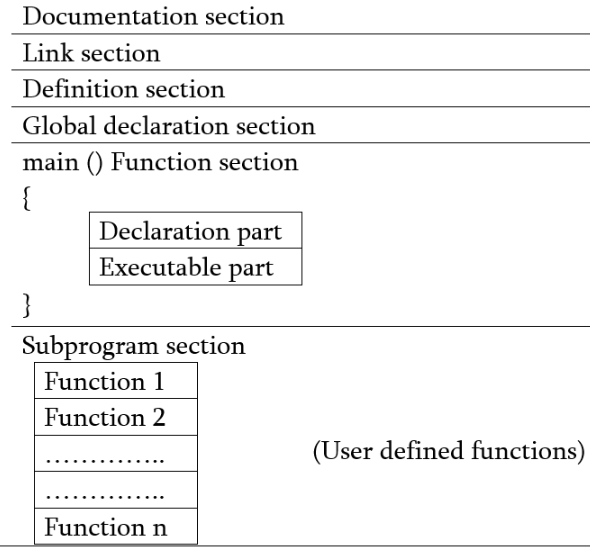 Documentation section
Link section
Definition section
Global declaration section
main () Function section
{
Declaration part
Executable part
}
Subprogram section
Function 1
Function 2
…………..
(User defined functions)
…………..
Function n